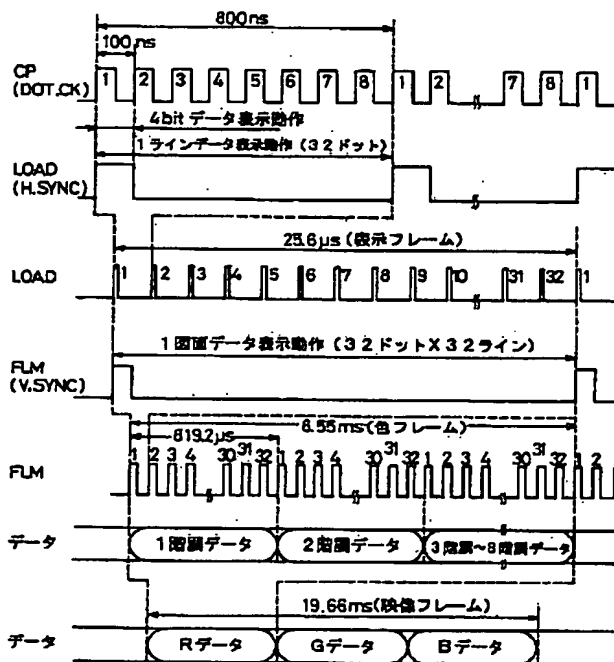 800ns
100ns
CP
(DOT.CK)
1 2 3 4 5 6 7 8 1 2 7 8 1
4bitデータ表示動作
1ラインデータ表示動作(32ドット)
LOAD
(H.SYNC)
25.6μs(表示フレーム)
LOAD
1 2 3 4 5 6 7 8 9 10 31 32 1
1図面データ表示動作(32ドットX32ライン)
FLM
(V.SYNC)
6.55ms(色フレーム)
819.2μs
FLM
1 2 3 4 30 31 32 1 2 3 4 30 31 32 1 2 3 4 30 31 32 1 2
データ
1階調データ 2階調データ 3階調~8階調データ
19.66ms(映像フレーム)
データ
Rデータ Gデータ Bデータ